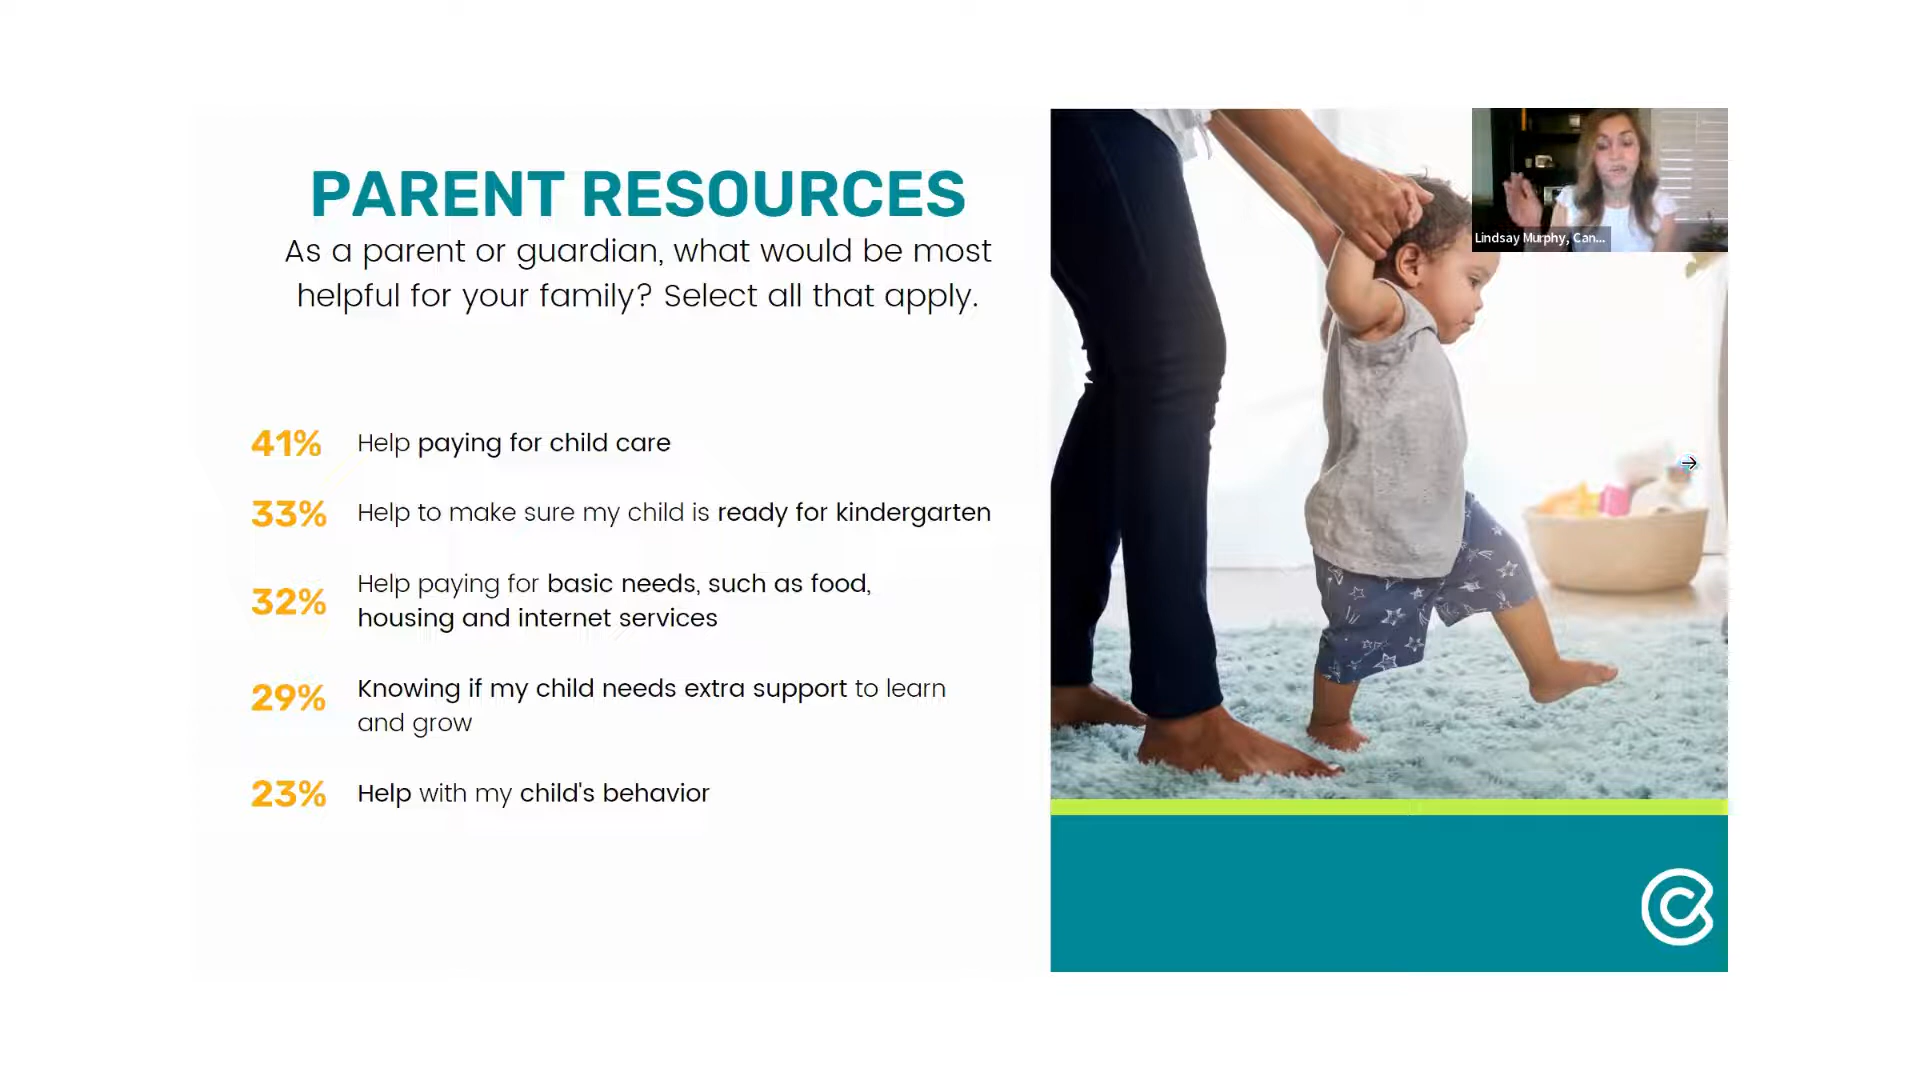 PARENT RESOURCES
As a parent or guardian, what would be most
helpful for your family? Select all that apply.
41% Help paying for child care
33% Help to make sure my child is ready for kindergarten
32% Help paying for basic needs, such as food,
housing and internet services
29% Knowing if my child needs extra support to learn
and grow
23% Help with my child's behavior
Lindsay Murphy, Can...